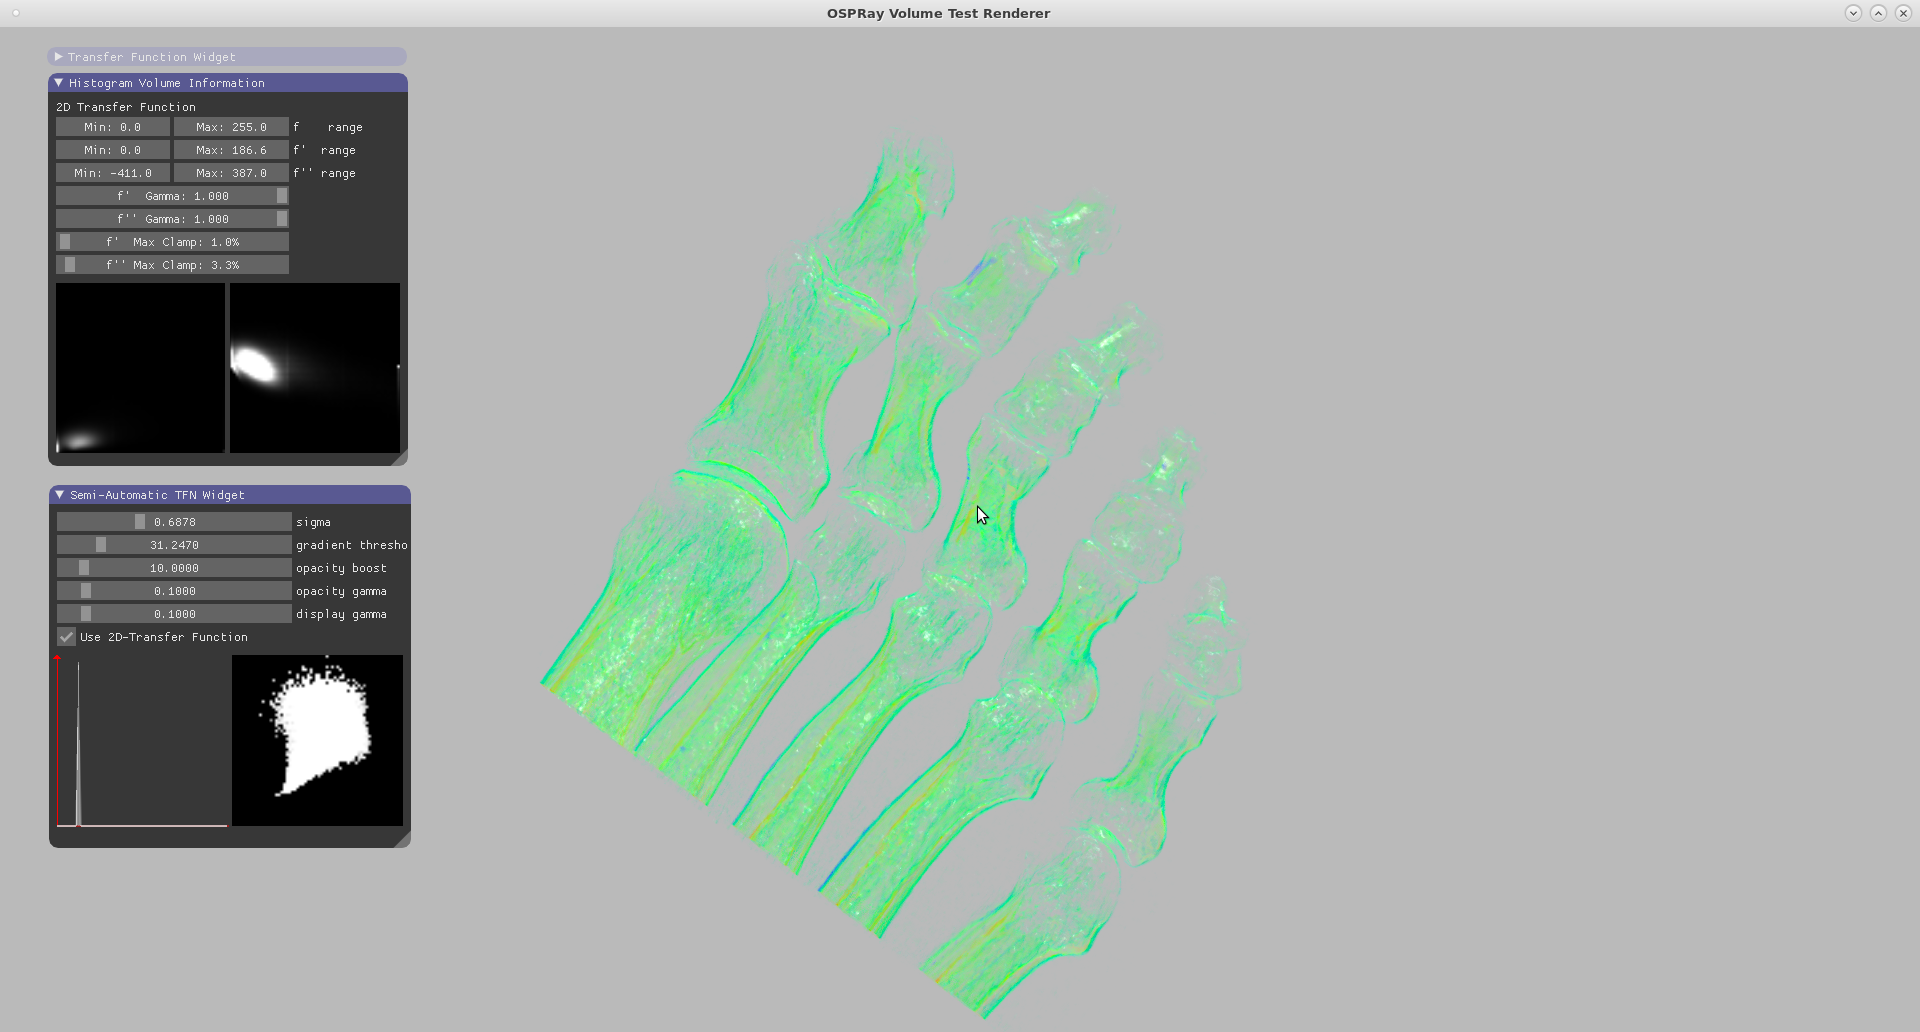 OSPRay Volume Test Renderer
Transfer Function Widget
Histogram Volume Information
2D Transfer Function
Min: 0.0 Max: 255.0 f range
Min: 0.0 Max: 186.6 f' range
Min: -411.0 Max: 387.0 f'' range
f' Gamma: 1.000
f'' Gamma: 1.000
f' Max Clamp: 1.0%
f'' Max Clamp: 3.3%
Semi-Automatic TFN Widget
0.6878 sigma
31.2470 gradient thresho
10.0000 opacity boost
0.1000 opacity gamma
0.1000 display gamma
Use 2D-Transfer Function